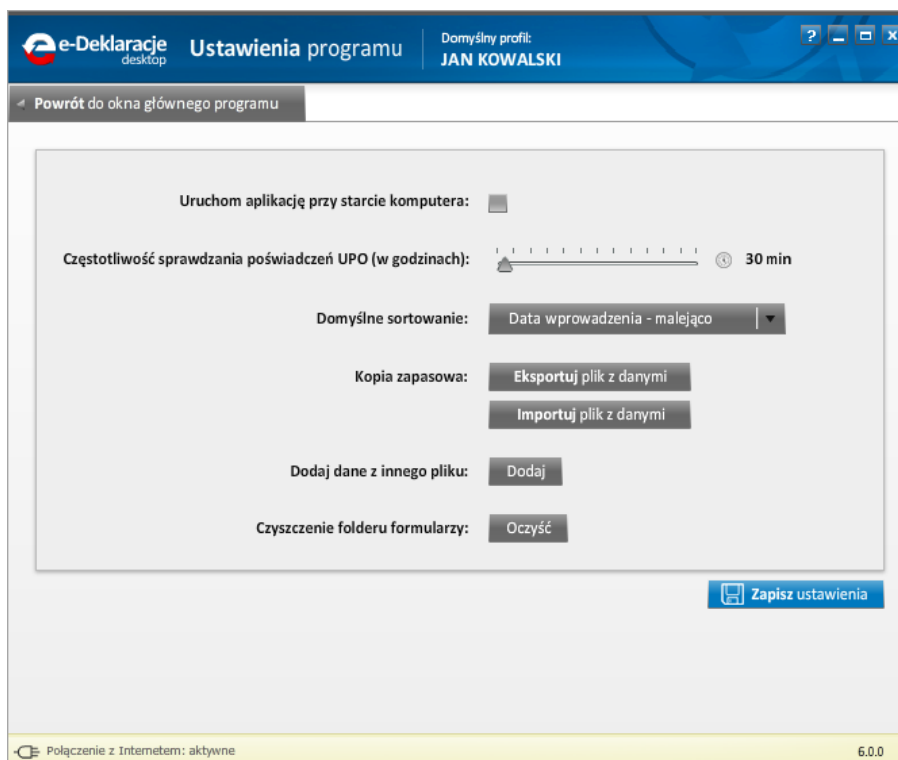 e-Deklaracje
desktop
Ustawienia programu
Domyślny profil:
JAN KOWALSKI
?
Powrót do okna głównego programu
Uruchom aplikację przy starcie komputera:
Częstotliwość sprawdzania poświadczeń UPO (w godzinach):
30 min
Domyślne sortowanie:
Data wprowadzenia - malejąco
Kopia zapasowa:
Eksportuj plik z danymi
Importuj plik z danymi
Dodaj dane z innego pliku:
Dodaj
Czyszczenie folderu formularzy:
Oczyść
Zapisz ustawienia
Połączenie z Internetem: aktywne
6.0.0